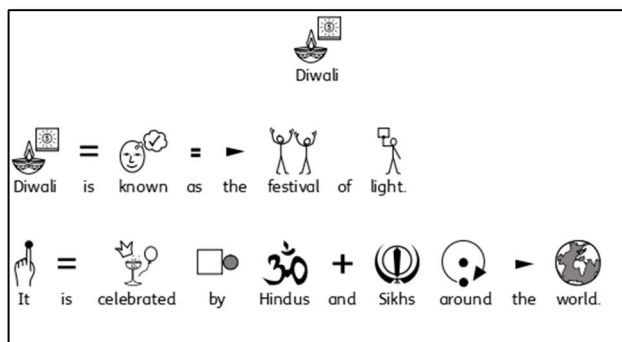 Diwali
Diwali is known as the festival of light.
It is celebrated by Hindus and Sikhs around the world.